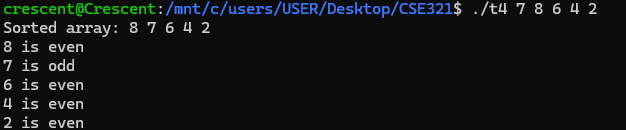 crescent@Crescent:/mnt/c/users/USER/Desktop/CSE321$ ./t4 7 8 6 4 2
Sorted array: 8 7 6 4 2
8 is even
7 is odd
6 is even
4 is even
2 is even